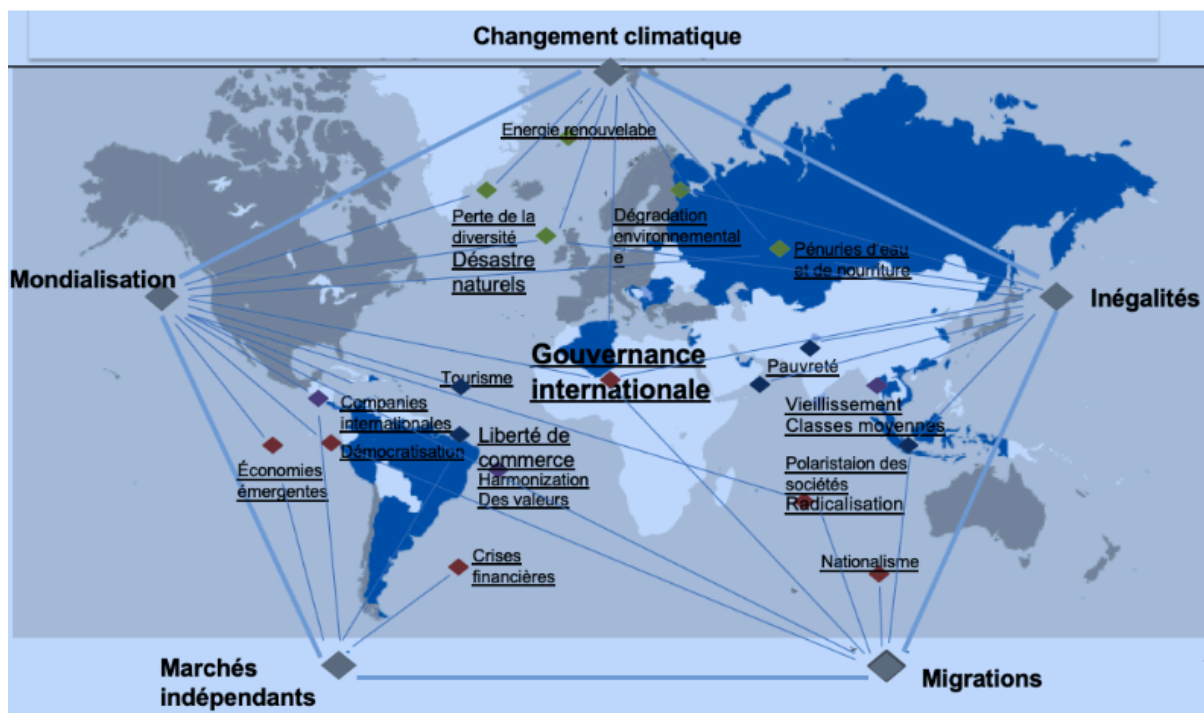 Changement climatique
Energie renouvelabe
Perte de la
diversité
Désastre
naturels
Dégradation
environnemental
e
Pénuries d'eau
et de nourriture
Mondialisation
Inégalités
Gouvernance
internationale
Tourisme
Pauvreté
Companies
internationales
Démocratisation
Vieillissement
Classes moyennes
Liberté de
commerce
Harmonization
Des valeurs
Économies
émergentes
Polaristaion des
sociétés
Radicalisation
Crises
financières
Nationalisme
Marchés
indépendants
Migrations